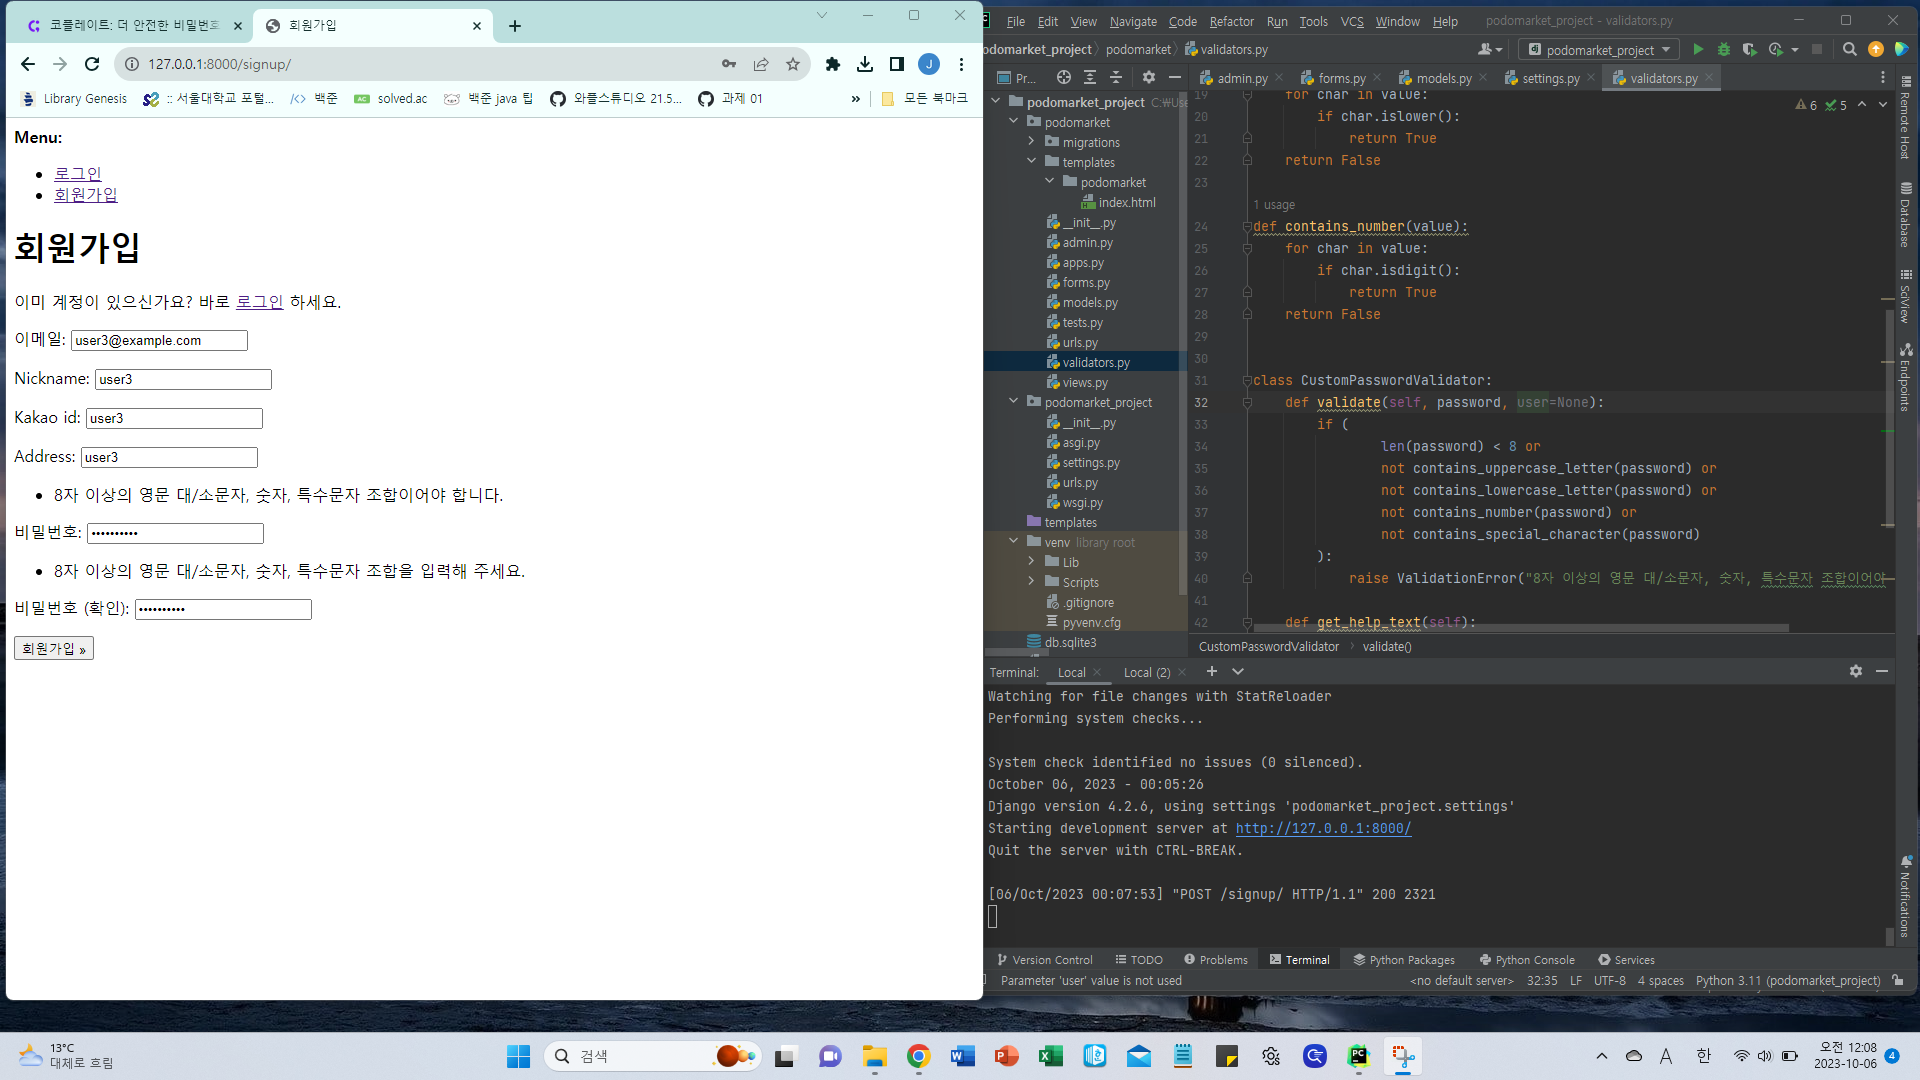 코플레이트: 더 안전한 비밀번호
회원가입
127.0.0.1:8000/signup/
Library Genesis
:: 서울대학교 포털...
백준
solved.ac
백준 java 팁
와플스튜디오 21.5...
과제 01
»
모든 북마크
Menu:
로그인
회원가입
회원가입
이미 계정이 있으신가요? 바로 로그인 하세요.
이메일: user3@example.com
Nickname: user3
Kakao id: user3
Address: user3
8자 이상의 영문 대/소문자, 숫자, 특수문자 조합이어야 합니다.
비밀번호: ••••••••••
8자 이상의 영문 대/소문자, 숫자, 특수문자 조합을 입력해 주세요.
비밀번호 (확인): ••••••••••
회원가입 »
File Edit View Navigate Code Refactor Run Tools VCS Window Help podomarket_project - validators.py
odomarket_project podomarket validators.py
podomarket_project
Pr...
admin.py forms.py models.py settings.py validators.py
podomarket_project C:₩Use
podomarket
migrations
templates
podomarket
index.html
__init__.py
admin.py
apps.py
forms.py
models.py
tests.py
urls.py
validators.py
views.py
podomarket_project
__init__.py
asgi.py
settings.py
urls.py
wsgi.py
templates
venv library root
Lib
Scripts
.gitignore
pyvenv.cfg
db.sqlite3
6 5
19 for char in value:
20 if char.islower():
21 return True
22 return False
23
1 usage
24 def contains_number(value):
25 for char in value:
26 if char.isdigit():
27 return True
28 return False
29
30
31 class CustomPasswordValidator:
32 def validate(self, password, user=None):
33 if (
34 len(password) < 8 or
35 not contains_uppercase_letter(password) or
36 not contains_lowercase_letter(password) or
37 not contains_number(password) or
38 not contains_special_character(password)
39 ):
40 raise ValidationError("8자 이상의 영문 대/소문자, 숫자, 특수문자 조합이어야
41
42 def get_help_text(self):
CustomPasswordValidator validate()
Remote Host
Database
SciView
Endpoints
Notifications
Terminal: Local Local (2)
Watching for file changes with StatReloader
Performing system checks...
System check identified no issues (0 silenced).
October 06, 2023 - 00:05:26
Django version 4.2.6, using settings 'podomarket_project.settings'
Starting development server at http://127.0.0.1:8000/
Quit the server with CTRL-BREAK.
[06/Oct/2023 00:07:53] "POST /signup/ HTTP/1.1" 200 2321
Version Control TODO Problems Terminal Python Packages Python Console Services
Parameter 'user' value is not used <no default server> 32:35 LF UTF-8 4 spaces Python 3.11 (podomarket_project)
13°C
대체로 흐림
검색
A 한
오전 12:08
2023-10-06
4